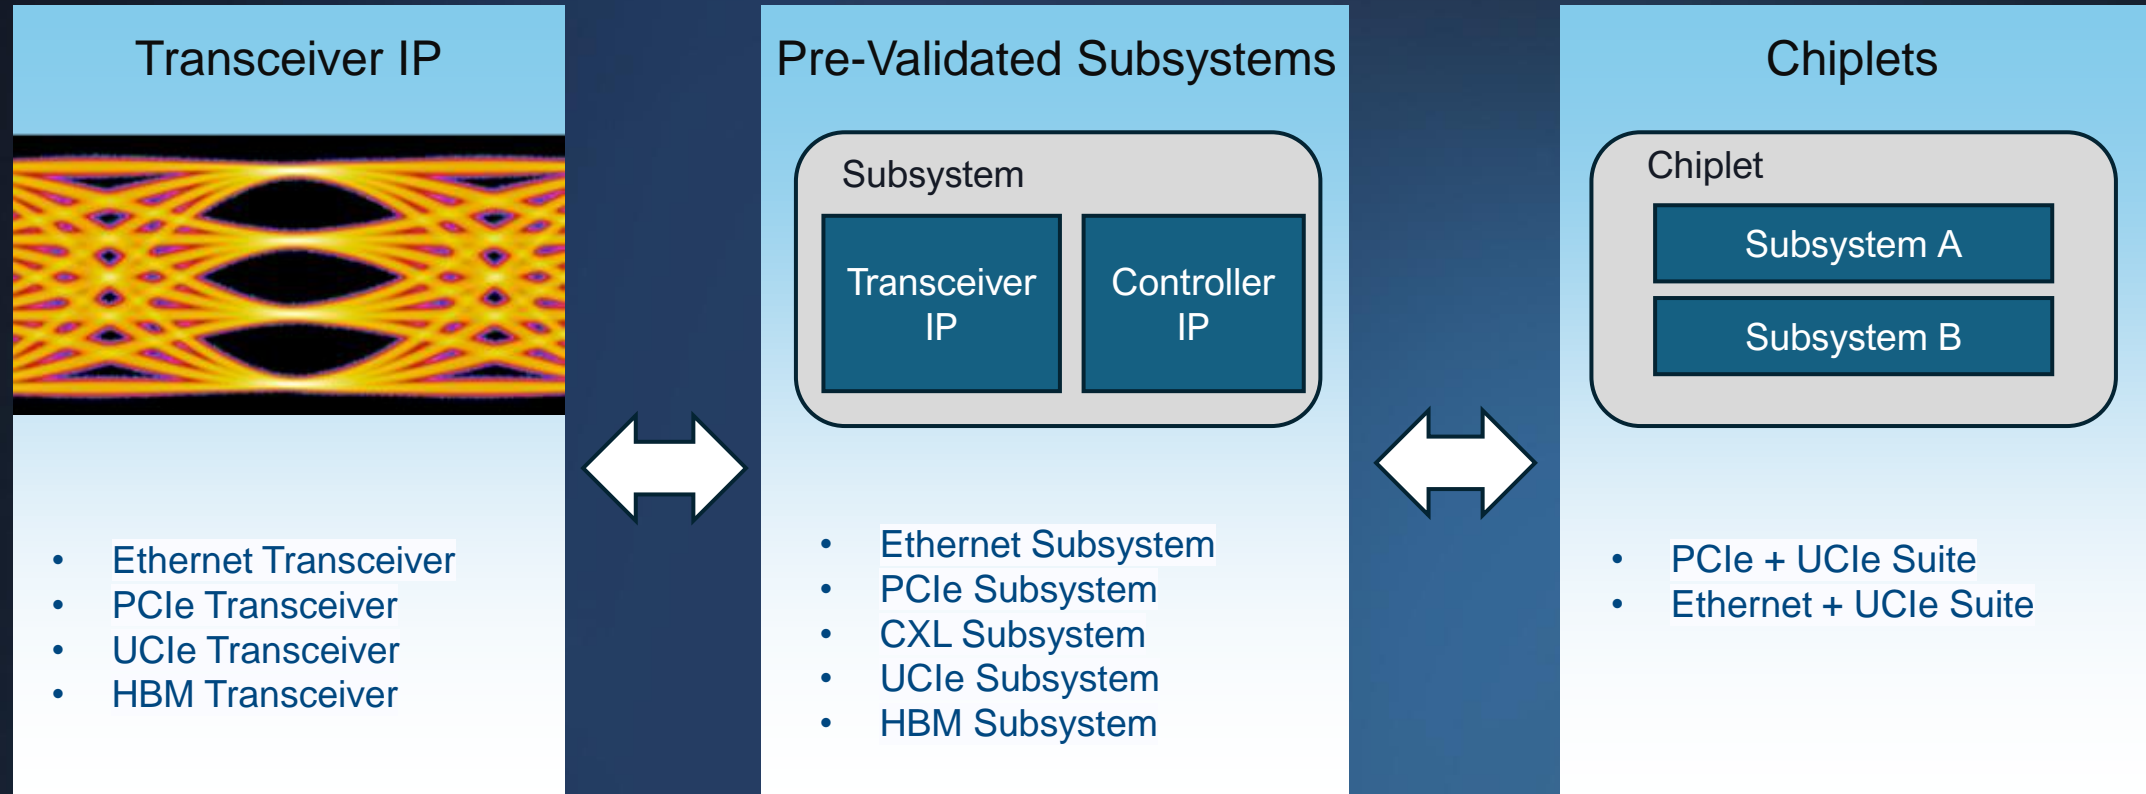 Transceiver IP
• Ethernet Transceiver
• PCIe Transceiver
• UCIe Transceiver
• HBM Transceiver
Pre-Validated Subsystems
Subsystem
Transceiver
IP
Controller
IP
• Ethernet Subsystem
• PCIe Subsystem
• CXL Subsystem
• UCIe Subsystem
• HBM Subsystem
Chiplets
Chiplet
Subsystem A
Subsystem B
• PCIe + UCIe Suite
• Ethernet + UCIe Suite